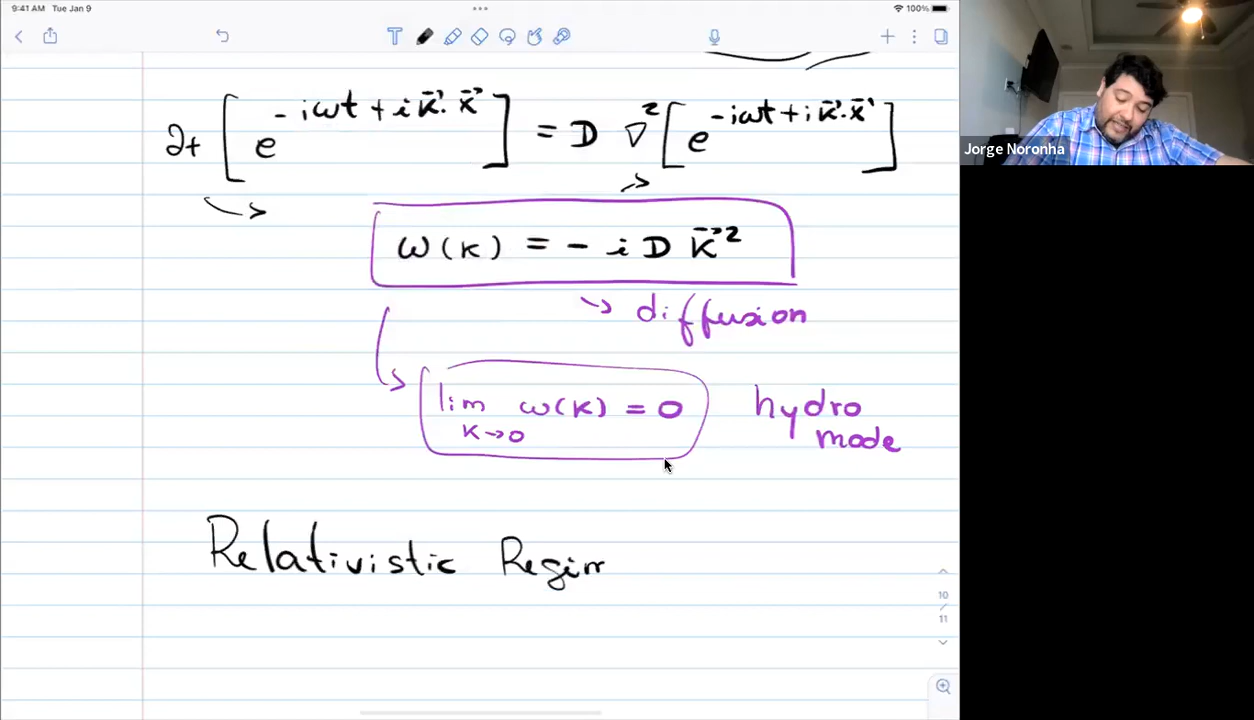 9:41 AM Tue Jan 9
100%
∂t [e^{-iωt + i k⃗·x⃗}] = D ∇² [e^{-iωt + i k⃗·x⃗}]
ω(k) = - i D k⃗²
→ diffusion
lim ω(k) = 0
k→0
hydro
mode
Relativistic Regim
Jorge Noronha
10
/
11